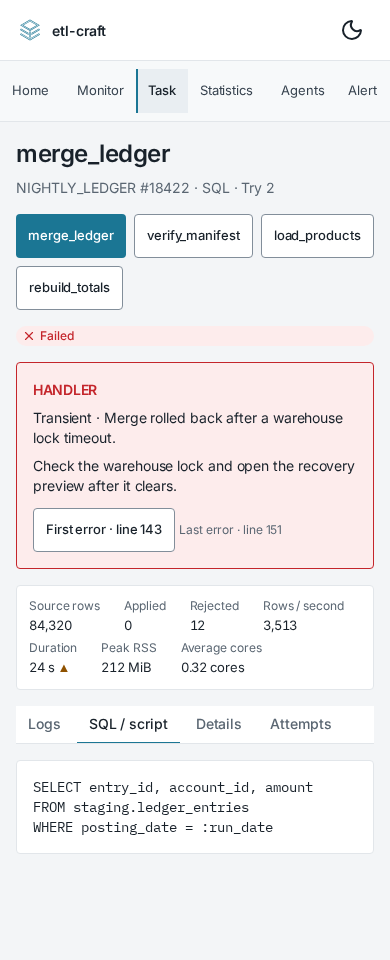 etl-craft
Home Monitor Task Statistics Agents Alert
merge_ledger
NIGHTLY_LEDGER #18422 · SQL · Try 2
merge_ledger verify_manifest load_products
rebuild_totals
Failed
HANDLER
Transient · Merge rolled back after a warehouse
lock timeout.
Check the warehouse lock and open the recovery
preview after it clears.
First error · line 143 Last error · line 151
Source rows Applied Rejected Rows / second
84,320 0 12 3,513
Duration Peak RSS Average cores
24 s ▲ 212 MiB 0.32 cores
Logs SQL / script Details Attempts
SELECT entry_id, account_id, amount
FROM staging.ledger_entries
WHERE posting_date = :run_date